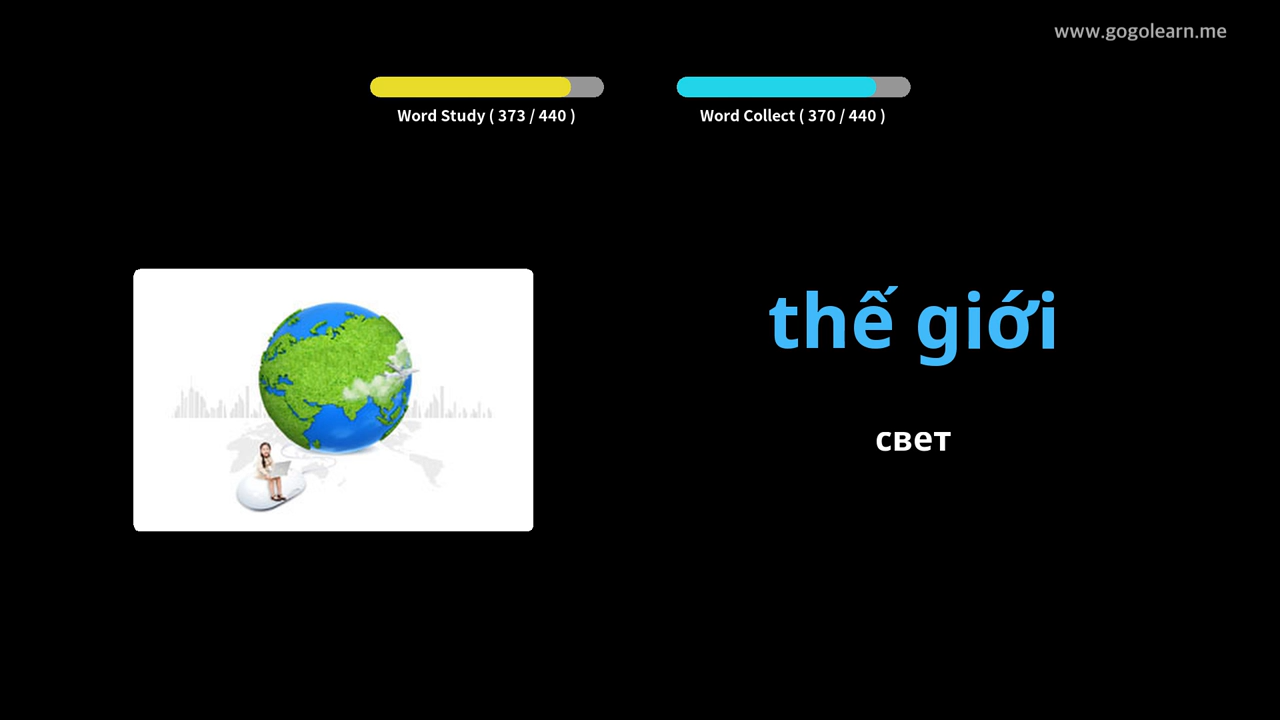 www.gogolearn.me
Word Study ( 373 / 440 )
Word Collect ( 370 / 440 )
thế giới
свет